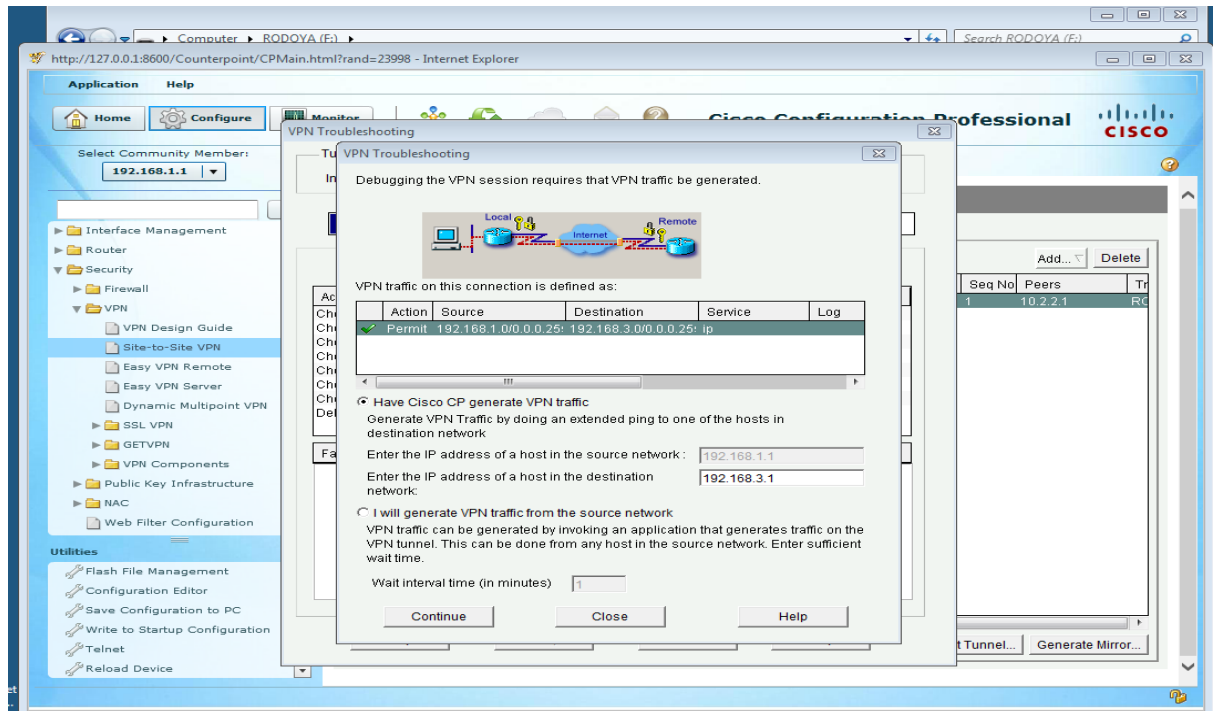 Computer ▸ RODOYA (F:) ▸
Search RODOYA (F:)
http://127.0.0.1:8600/Counterpoint/CPMain.html?rand=23998 - Internet Explorer
Application Help
Home Configure Monitor Cisco Configuration Professional
CISCO
Select Community Member:
192.168.1.1
Interface Management
Router
Security
Firewall
VPN
VPN Design Guide
Site-to-Site VPN
Easy VPN Remote
Easy VPN Server
Dynamic Multipoint VPN
SSL VPN
GETVPN
VPN Components
Public Key Infrastructure
NAC
Web Filter Configuration
Utilities
Flash File Management
Configuration Editor
Save Configuration to PC
Write to Startup Configuration
Telnet
Reload Device
VPN Troubleshooting
VPN Troubleshooting
Debugging the VPN session requires that VPN traffic be generated.
Local Internet Remote
VPN traffic on this connection is defined as:
Action Source Destination Service Log
Permit 192.168.1.0/0.0.0.25 192.168.3.0/0.0.0.25 ip
Have Cisco CP generate VPN traffic
Generate VPN Traffic by doing an extended ping to one of the hosts in
destination network
Enter the IP address of a host in the source network : 192.168.1.1
Enter the IP address of a host in the destination
network: 192.168.3.1
I will generate VPN traffic from the source network
VPN traffic can be generated by invoking an application that generates traffic on the
VPN tunnel. This can be done from any host in the source network. Enter sufficient
wait time.
Wait interval time (in minutes) 1
Continue Close Help
Add... Delete
Seq No Peers
1 10.2.2.1
Tunnel... Generate Mirror...